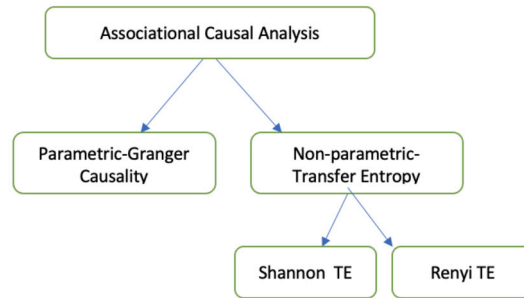 Associational Causal Analysis
Parametric-Granger
Causality
Non-parametric-
Transfer Entropy
Shannon TE
Renyi TE